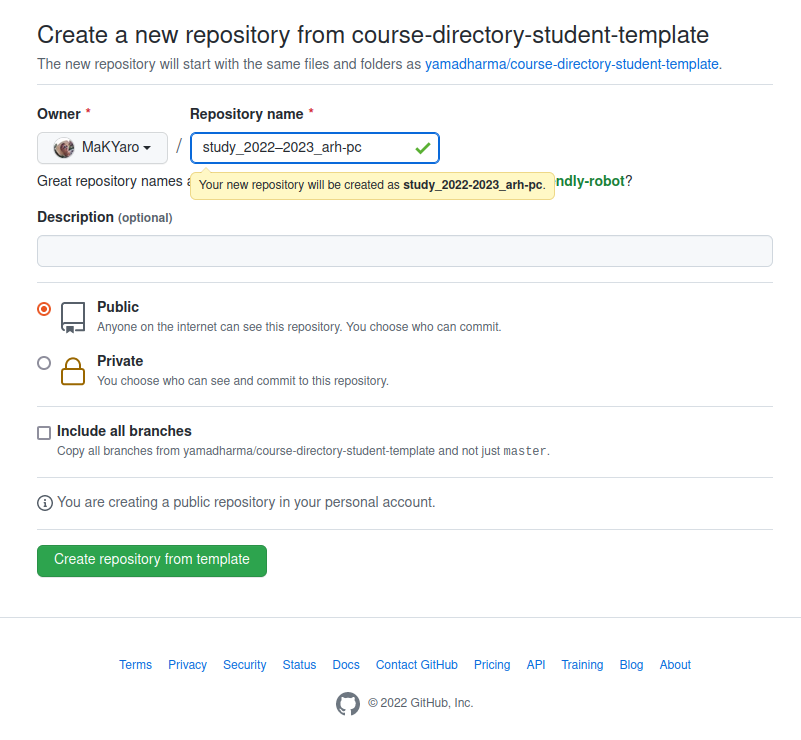 Create a new repository from course-directory-student-template
The new repository will start with the same files and folders as yamadharma/course-directory-student-template.
Owner * Repository name *
MaKYaro / study_2022–2023_arh-pc
Great repository names
Your new repository will be created as study_2022-2023_arh-pc.
ndly-robot?
Description (optional)
Public
Anyone on the internet can see this repository. You choose who can commit.
Private
You choose who can see and commit to this repository.
Include all branches
Copy all branches from yamadharma/course-directory-student-template and not just master.
You are creating a public repository in your personal account.
Create repository from template
Terms Privacy Security Status Docs Contact GitHub Pricing API Training Blog About
© 2022 GitHub, Inc.